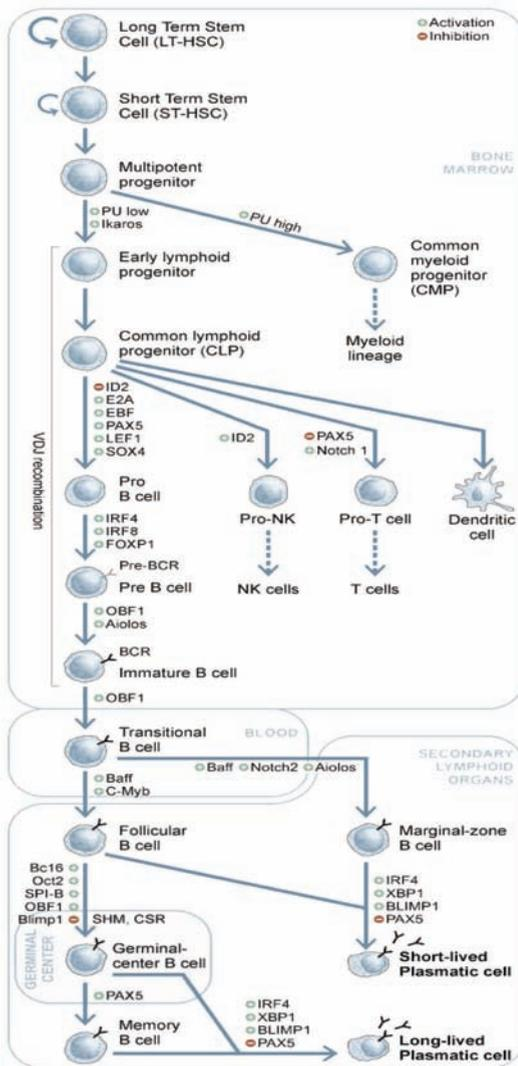 Long Term Stem
Cell (LT-HSC)
Activation
Inhibition
Short Term Stem
Cell (ST-HSC)
BONE
MARROW
Multipotent
progenitor
PU low
Ikaros
PU high
Early lymphoid
progenitor
Common
myeloid
progenitor
(CMP)
Common lymphoid
progenitor (CLP)
Myeloid
lineage
VDJ recombination
ID2
E2A
EBF
PAX5
LEF1
SOX4
ID2
PAX5
Notch 1
Pro
B cell
Pro-NK
Pro-T cell
Dendritic
cell
IRF4
IRF8
FOXP1
Pre-BCR
Pre B cell
NK cells
T cells
OBF1
Aiolos
BCR
Immature B cell
OBF1
Transitional
B cell
BLOOD
SECONDARY
LYMPHOID
ORGANS
Baff
C-Myb
Baff Notch2 Aiolos
Follicular
B cell
Marginal-zone
B cell
Bc16
Oct2
SPI-B
OBF1
Blimp1
SHM, CSR
IRF4
XBP1
BLIMP1
PAX5
GERMINAL
CENTER
Germinal-
center B cell
Short-lived
Plasmatic cell
PAX5
IRF4
XBP1
BLIMP1
PAX5
Memory
B cell
Long-lived
Plasmatic cell